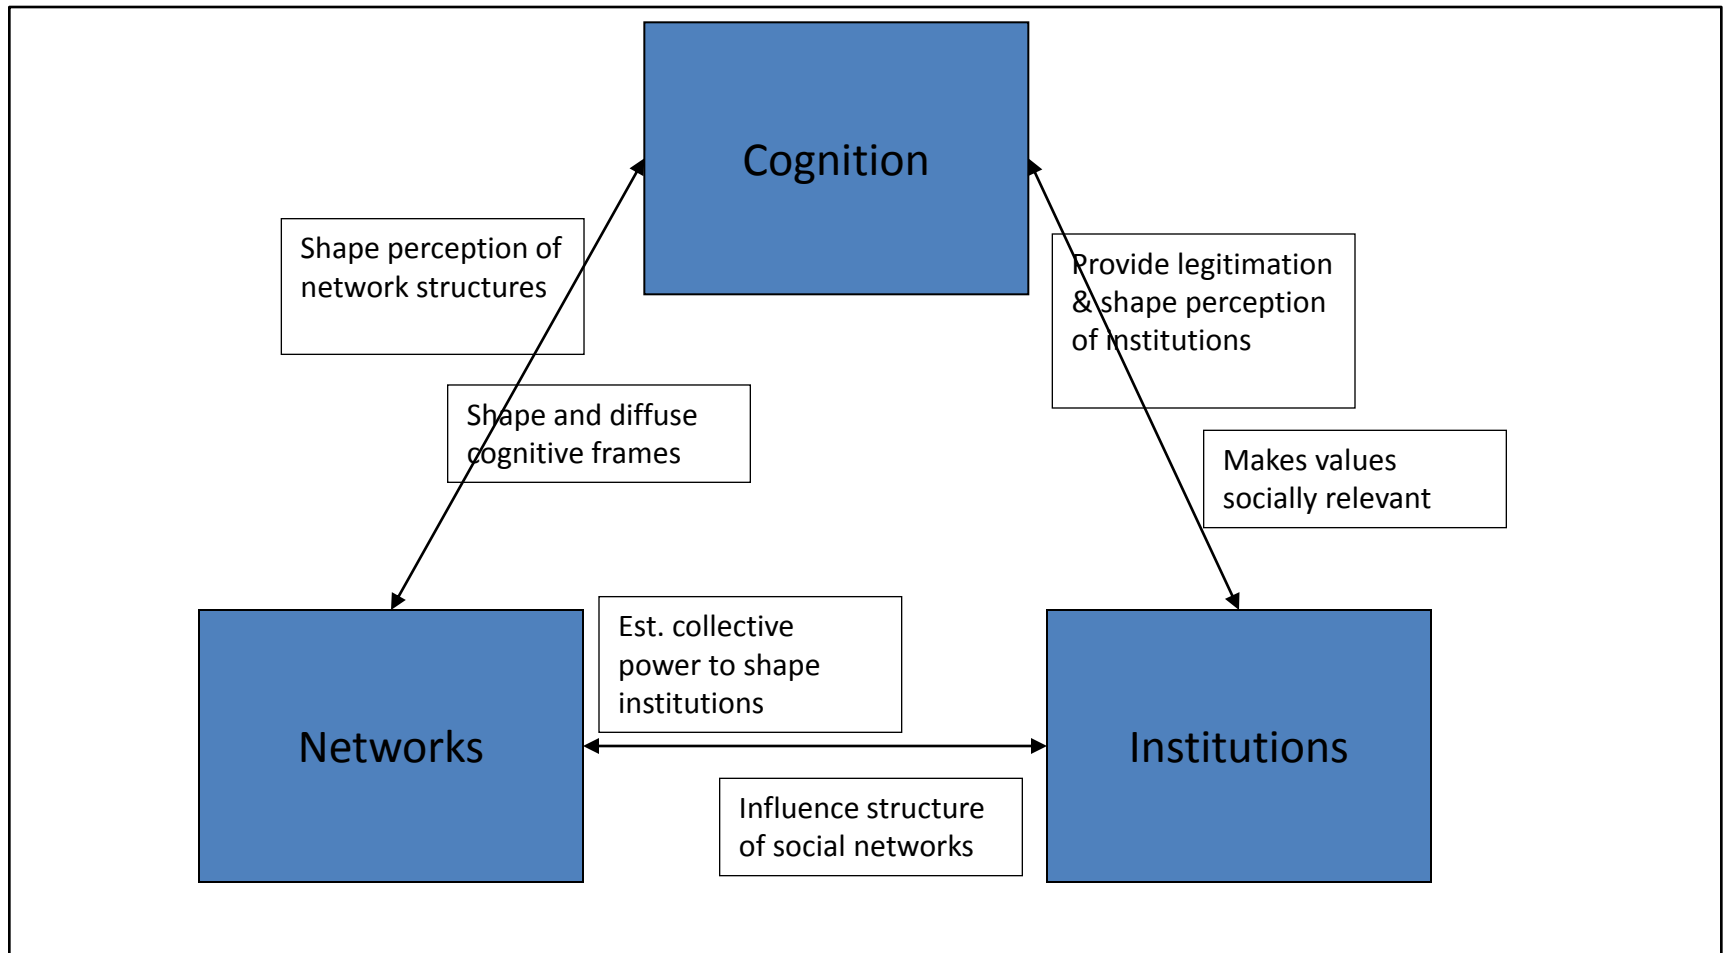 Cognition
Shape perception of
network structures
Provide legitimation
& shape perception
of institutions
Shape and diffuse
cognitive frames
Makes values
socially relevant
Est. collective
power to shape
institutions
Networks
Institutions
Influence structure
of social networks